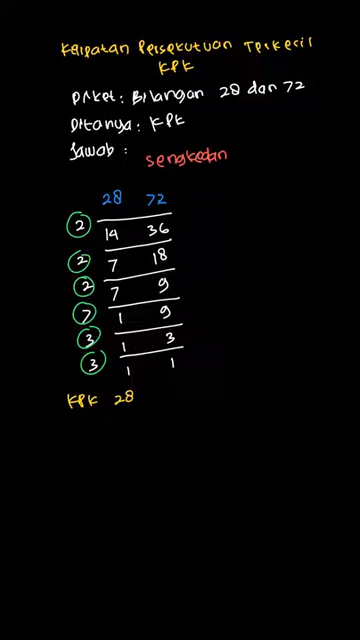 Kelipatan Persekutuan Terkecil
KPK
Diket : Bilangan 28 dan 72
Ditanya : KPK
Jawab :
Sengkedan
28 72
2 14 36
2 7 18
2 7 9
7 1 9
3 1 3
3 1 1
KPK 28